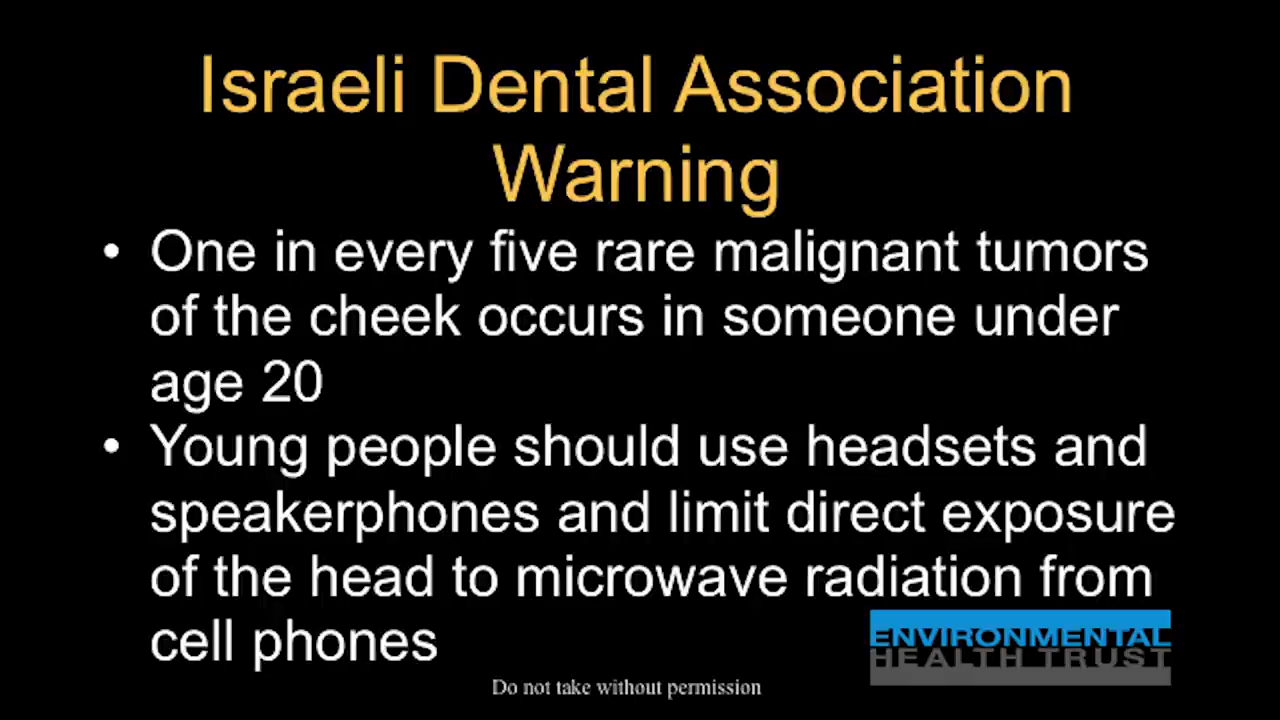 Israeli Dental Association
Warning
• One in every five rare malignant tumors
of the cheek occurs in someone under
age 20
• Young people should use headsets and
speakerphones and limit direct exposure
of the head to microwave radiation from
cell phones
ENVIRONMENTAL
HEALTH TRUST
Do not take without permission